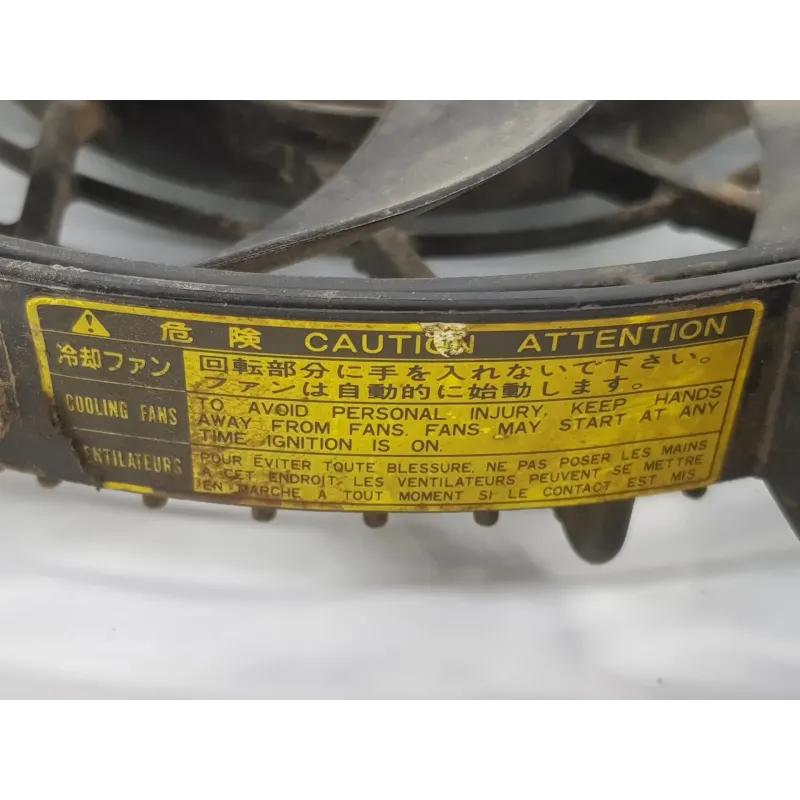 危険 CAUTION ATTENTION
冷却ファン
回転部分に手を入れないで下さい。
ファンは自動的に始動します。
COOLING FANS
TO AVOID PERSONAL INJURY, KEEP HANDS
AWAY FROM FANS. FANS MAY START AT ANY
TIME IGNITION IS ON.
VENTILATEURS
POUR ÉVITER TOUTE BLESSURE, NE PAS POSER LES MAINS
A CET ENDROIT. LES VENTILATEURS PEUVENT SE METTRE
EN MARCHE À TOUT MOMENT SI LE CONTACT EST MIS.